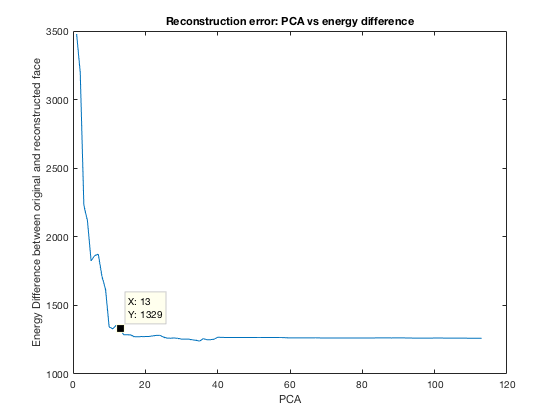 Reconstruction error: PCA vs energy difference
Energy Difference between original and reconstructed face
3500
3000
2500
2000
1500
1000
X: 13
Y: 1329
0
20
40
60
80
100
120
PCA